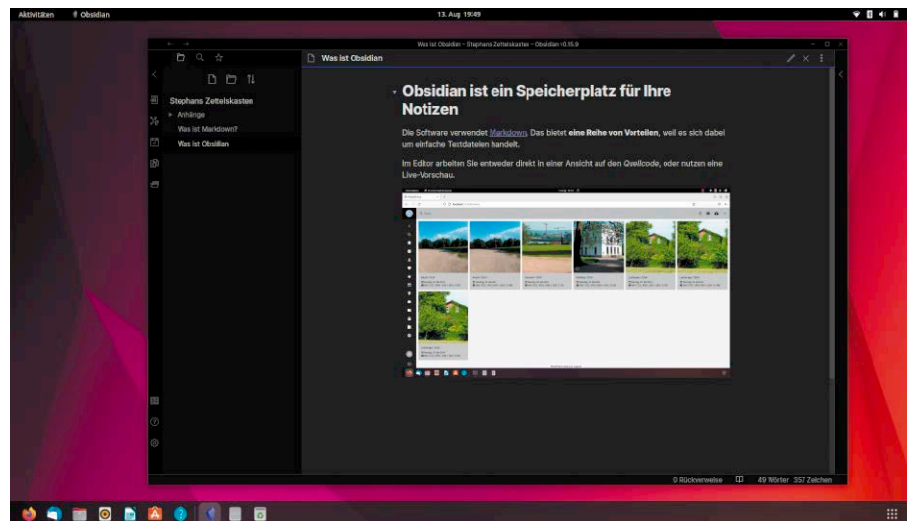 Aktivitäten Obsidian 13. Aug 19:49
Was ist Obsidian – Stephans Zettelskasten – Obsidian v0.15.9
Was ist Obsidian
Stephans Zettelskasten
Anhänge
Was ist Markdown?
Was ist Obsidian
Obsidian ist ein Speicherplatz für Ihre
Notizen
Die Software verwendet Markdown. Das bietet eine Reihe von Vorteilen, weil es sich dabei
um einfache Textdateien handelt.
Im Editor arbeiten Sie entweder direkt in einer Ansicht auf den Quellcode, oder nutzen eine
Live-Vorschau.
0 Rückverweise 49 Wörter 357 Zeichen